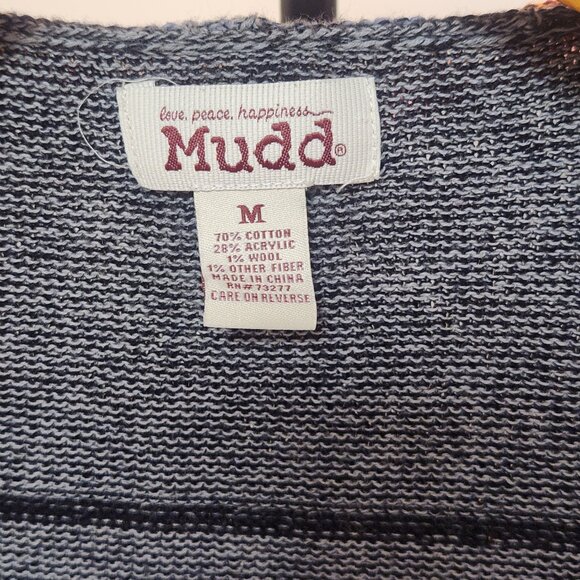 love. peace. happiness
Mudd®
M
70% COTTON
28% ACRYLIC
1% WOOL
1% OTHER FIBER
MADE IN CHINA
RN# 73277
CARE ON REVERSE